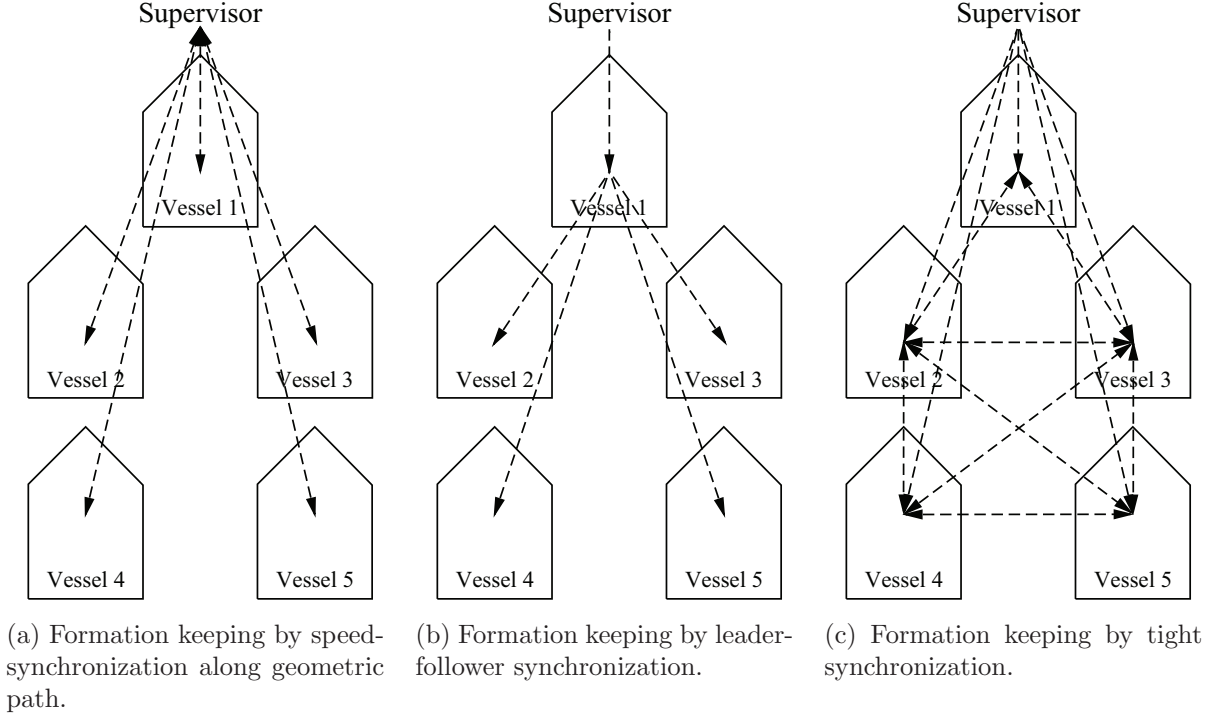 Supervisor
Vessel 1
Vessel 2
Vessel 3
Vessel 4
Vessel 5
(a) Formation keeping by speed-
synchronization along geometric
path.
Supervisor
Vessel 1
Vessel 2
Vessel 3
Vessel 4
Vessel 5
(b) Formation keeping by leader-
follower synchronization.
Supervisor
Vessel 1
Vessel 2
Vessel 3
Vessel 4
Vessel 5
(c) Formation keeping by tight
synchronization.